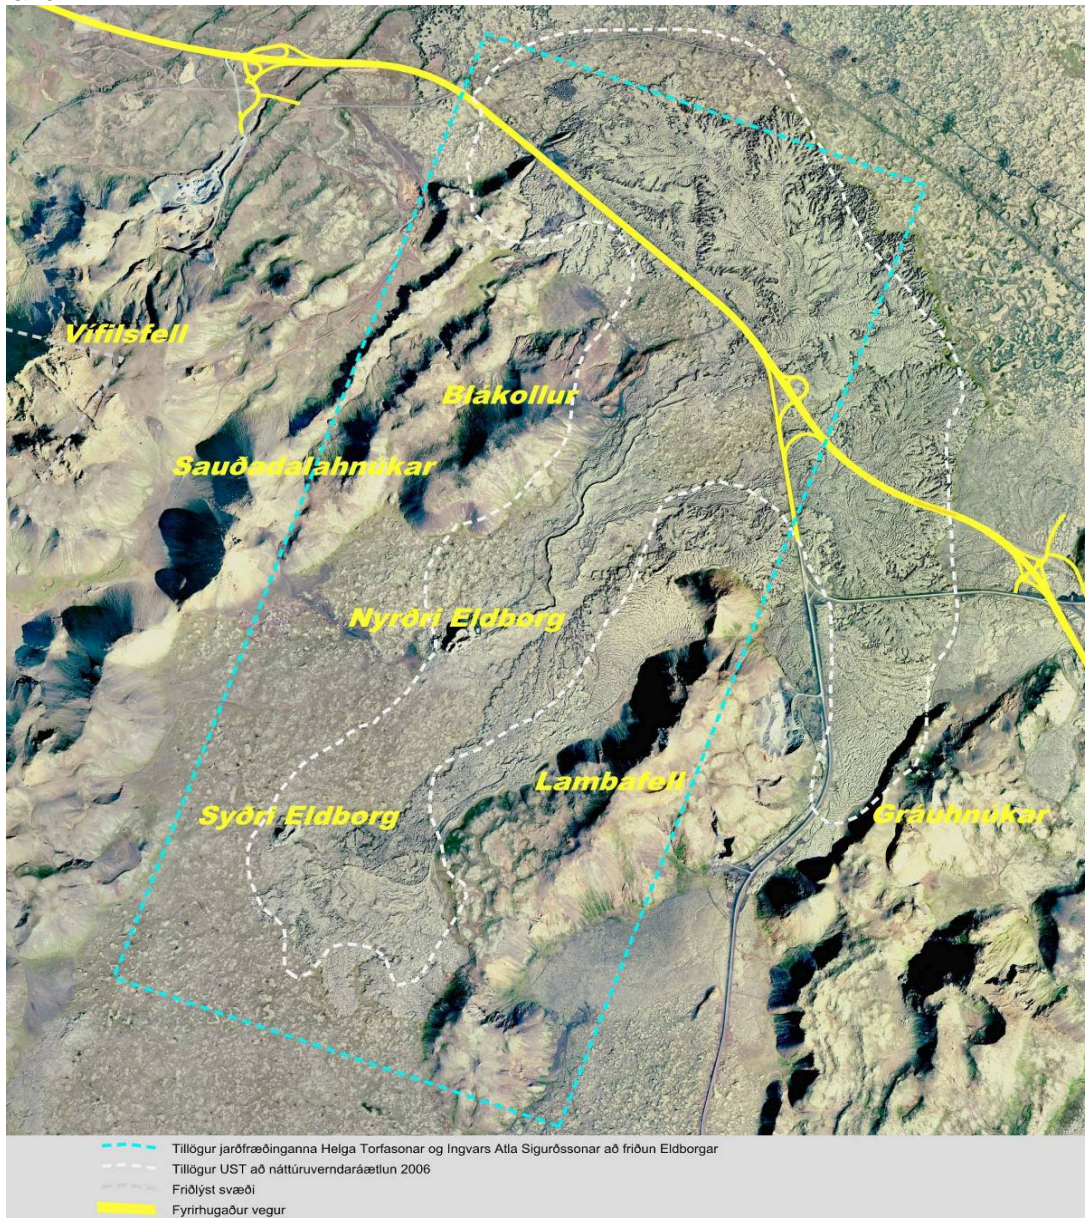 Vífilsfell
Blákollur
Sauðadalahnúkar
Nyrðri Eldborg
Lambafell
Syðri Eldborg
Gráuhnúkar
Tillögur jarðfræðinganna Helga Torfasonar og Ingvars Atla Sigurðssonar að friðun Eldborgar
Tillögur UST að náttúruverndaráætlun 2006
Friðlýst svæði
Fyrirhugaður vegur